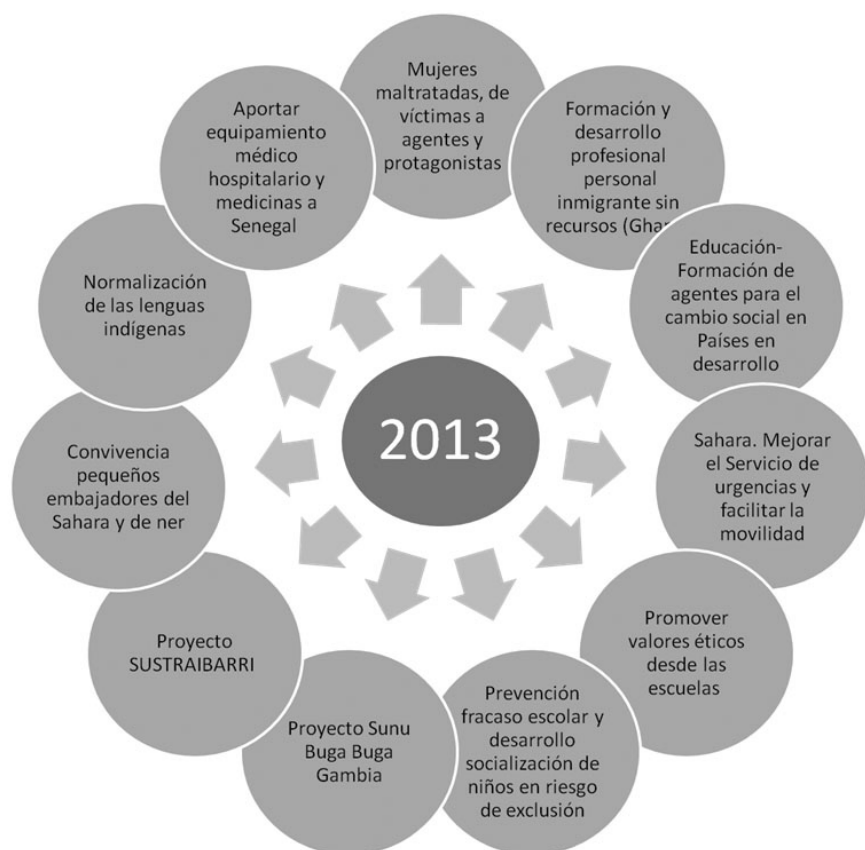 2013
Mujeres
maltratadas, de
víctimas a
agentes y
protagonistas
Formación y
desarrollo
profesional
personal
inmigrante sin
recursos
Educación-
Formación de
agentes para el
cambio social en
Países en
desarrollo
Sahara. Mejorar
el Servicio de
urgencias y
facilitar la
movilidad
Promover
valores éticos
desde las
escuelas
Prevención
fracaso escolar y
desarrollo
socialización de
niños en riesgo
de exclusión
Proyecto Sunu
Buga Buga
Gambia
Proyecto
SUSTRAIBARRI
Convivencia
pequeños
embajadores del
Sahara y de ner
Normalización
de las lenguas
indígenas
Aportar
equipamiento
médico
hospitalario y
medicinas a
Senegal